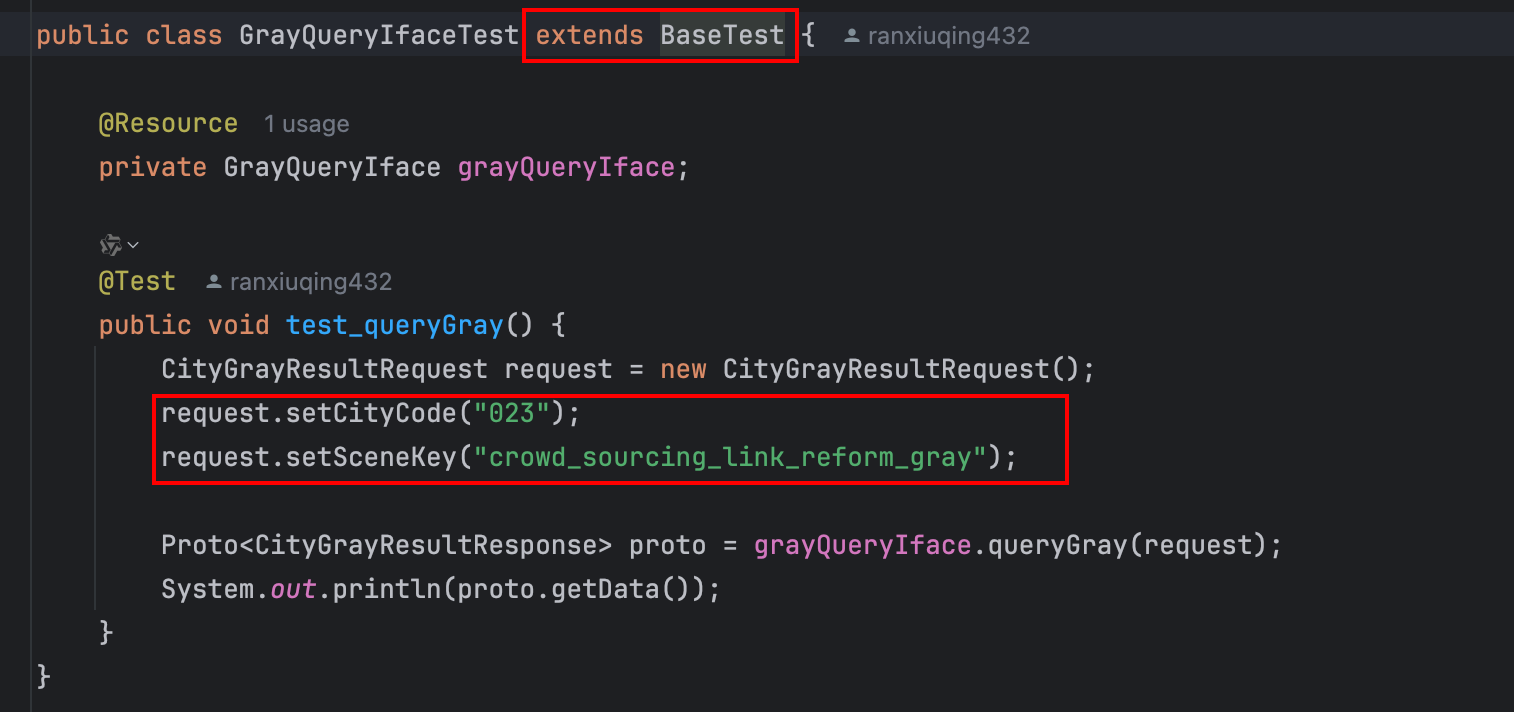 public class GrayQueryIfaceTest extends BaseTest { ranxiuqing432
@Resource 1 usage
private GrayQueryIface grayQueryIface;
@Test ranxiuqing432
public void test_queryGray() {
CityGrayResultRequest request = new CityGrayResultRequest();
request.setCityCode("023");
request.setSceneKey("crowd_sourcing_link_reform_gray");
Proto<CityGrayResultResponse> proto = grayQueryIface.queryGray(request);
System.out.println(proto.getData());
}
}